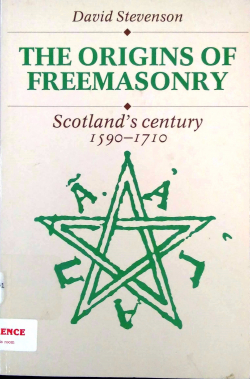 David Stevenson
THE ORIGINS OF
FREEMASONRY
Scotland's century
1590–1710
ENCE